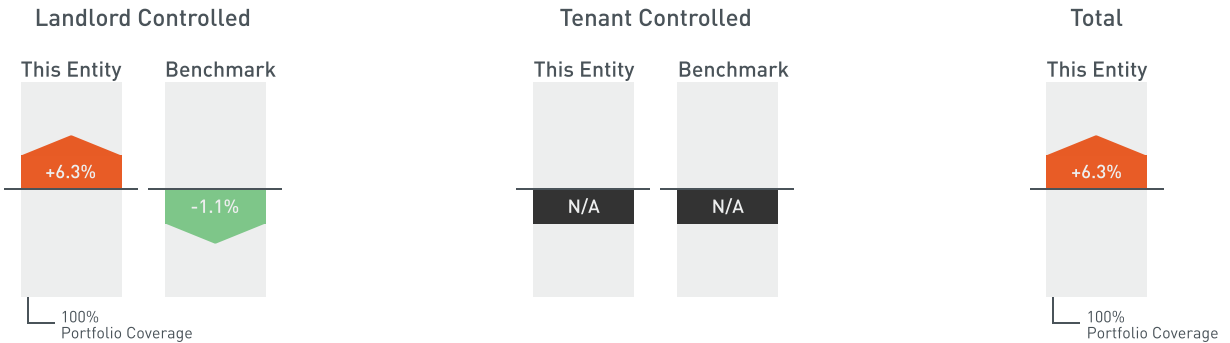 Landlord Controlled
This Entity
Benchmark
+6.3%
-1.1%
100%
Portfolio Coverage
Tenant Controlled
This Entity
Benchmark
N/A
N/A
Total
This Entity
+6.3%
100%
Portfolio Coverage